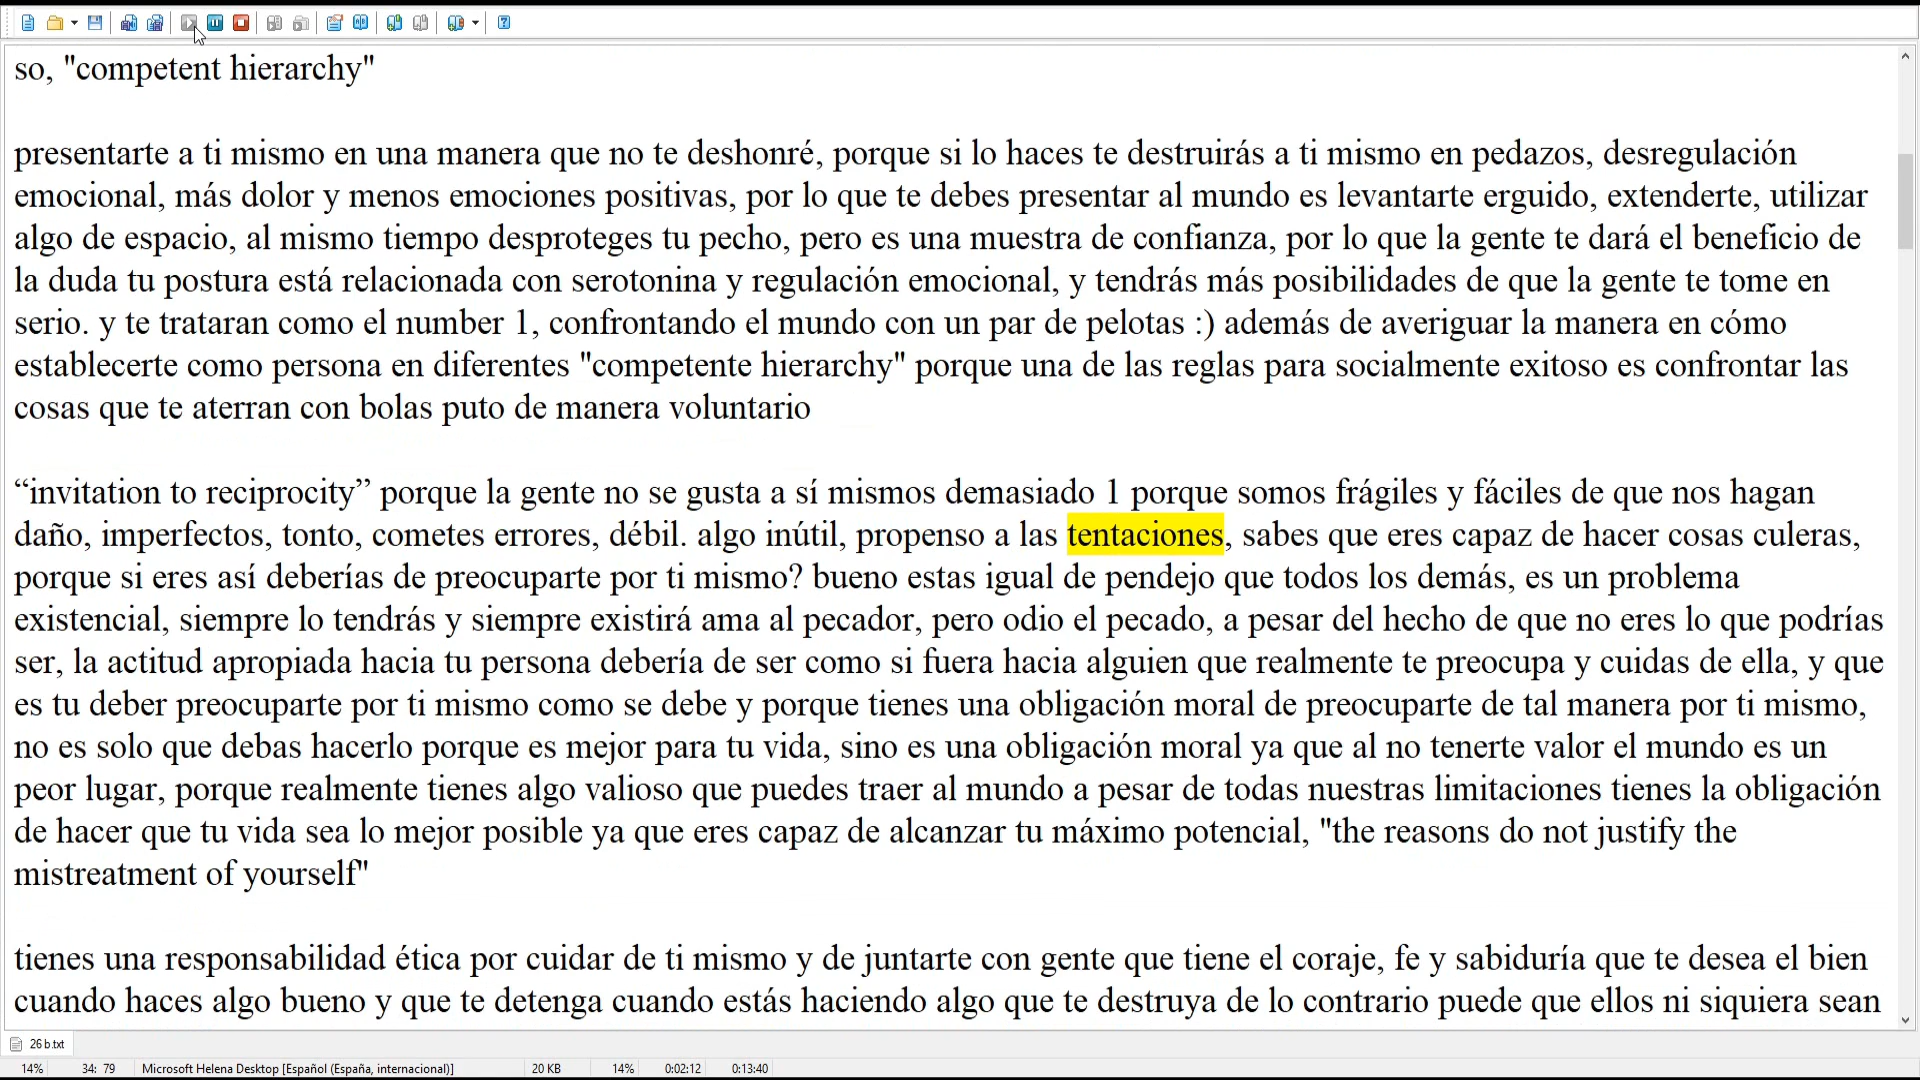 so, "competent hierarchy"
presentarte a ti mismo en una manera que no te deshonré, porque si lo haces te destruirás a ti mismo en pedazos, desregulación
emocional, más dolor y menos emociones positivas, por lo que te debes presentar al mundo es levantarte erguido, extenderte, utilizar
algo de espacio, al mismo tiempo desproteges tu pecho, pero es una muestra de confianza, por lo que la gente te dará el beneficio de
la duda tu postura está relacionada con serotonina y regulación emocional, y tendrás más posibilidades de que la gente te tome en
serio. y te trataran como el number 1, confrontando el mundo con un par de pelotas :) además de averiguar la manera en cómo
establecerte como persona en diferentes "competente hierarchy" porque una de las reglas para socialmente exitoso es confrontar las
cosas que te aterran con bolas puto de manera voluntario
“invitation to reciprocity” porque la gente no se gusta a sí mismos demasiado 1 porque somos frágiles y fáciles de que nos hagan
daño, imperfectos, tonto, cometes errores, débil. algo inútil, propenso a las tentaciones, sabes que eres capaz de hacer cosas culeras,
porque si eres así deberías de preocuparte por ti mismo? bueno estas igual de pendejo que todos los demás, es un problema
existencial, siempre lo tendrás y siempre existirá ama al pecador, pero odio el pecado, a pesar del hecho de que no eres lo que podrías
ser, la actitud apropiada hacia tu persona debería de ser como si fuera hacia alguien que realmente te preocupa y cuidas de ella, y que
es tu deber preocuparte por ti mismo como se debe y porque tienes una obligación moral de preocuparte de tal manera por ti mismo,
no es solo que debas hacerlo porque es mejor para tu vida, sino es una obligación moral ya que al no tenerte valor el mundo es un
peor lugar, porque realmente tienes algo valioso que puedes traer al mundo a pesar de todas nuestras limitaciones tienes la obligación
de hacer que tu vida sea lo mejor posible ya que eres capaz de alcanzar tu máximo potencial, "the reasons do not justify the
mistreatment of yourself"
tienes una responsabilidad ética por cuidar de ti mismo y de juntarte con gente que tiene el coraje, fe y sabiduría que te desea el bien
cuando haces algo bueno y que te detenga cuando estás haciendo algo que te destruya de lo contrario puede que ellos ni siquiera sean
26 b.txt
14% 34: 79 Microsoft Helena Desktop [Español (España, internacional)] 20 KB 14% 0:02:12 0:13:40